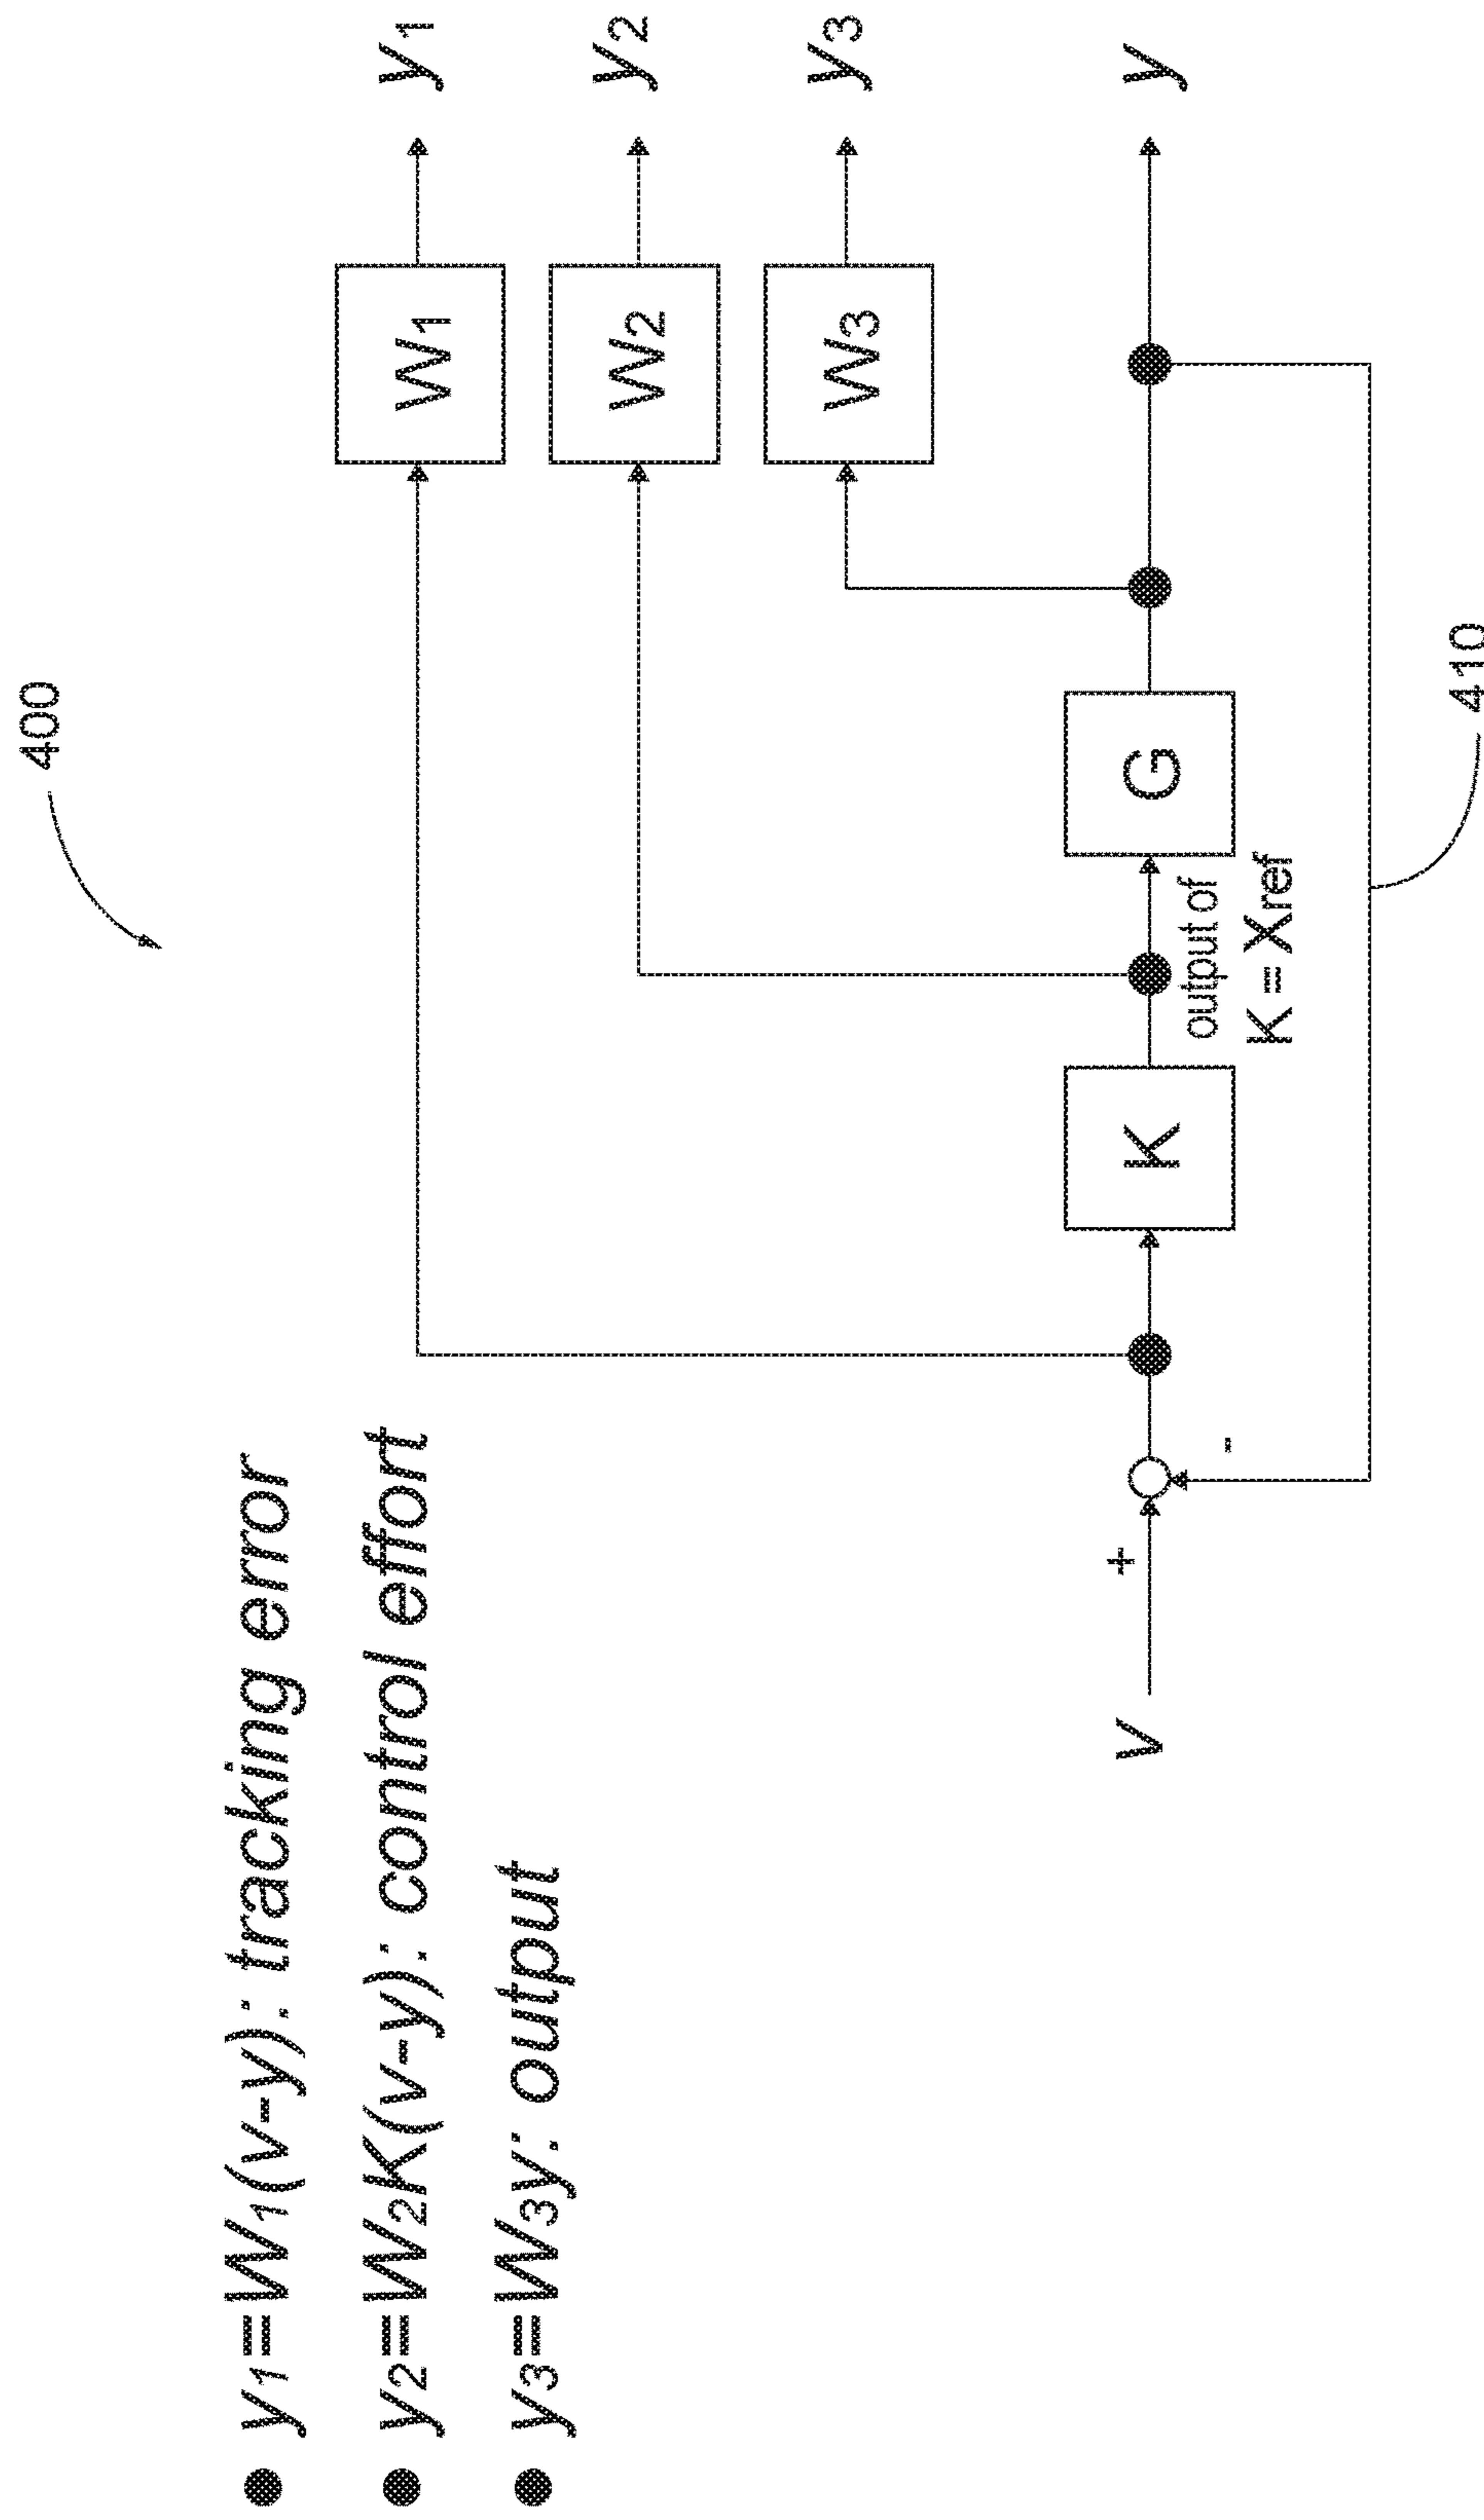 400
y1=W1(v-y): tracking error
y2=W2K(v-y): control effort
y3=W3y: output
W1
y1
W2
y2
W3
y3
v
+
-
K
output of
K = Xref
G
y
410